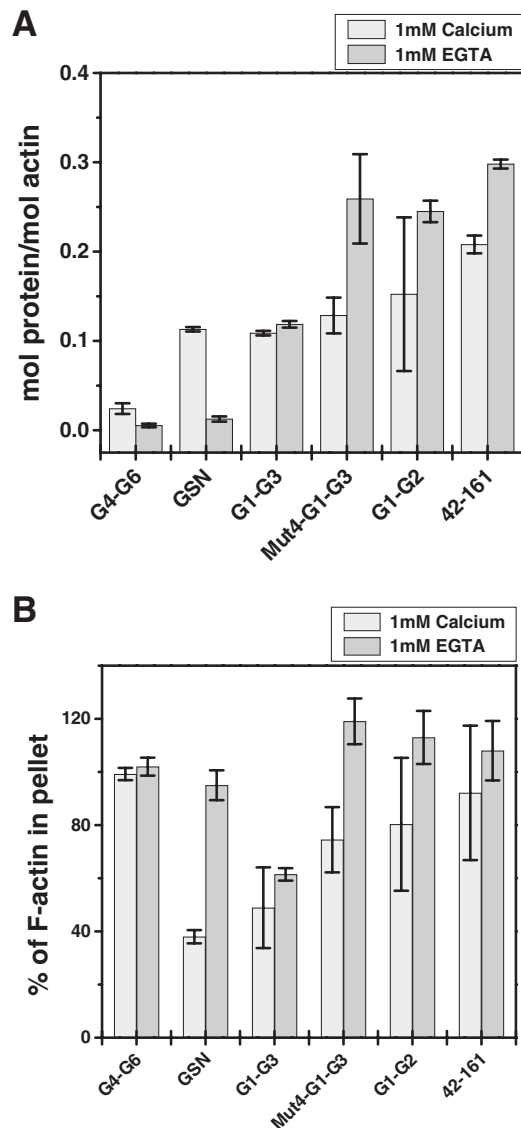 A
1mM Calcium
1mM EGTA
mol protein/mol actin
0.4
0.3
0.2
0.1
0.0
G4-G6
GSN
G1-G3
Mut4-G1-G3
G1-G2
42-161
B
1mM Calcium
1mM EGTA
% of F-actin in pellet
120
80
40
0
G4-G6
GSN
G1-G3
Mut4-G1-G3
G1-G2
42-161